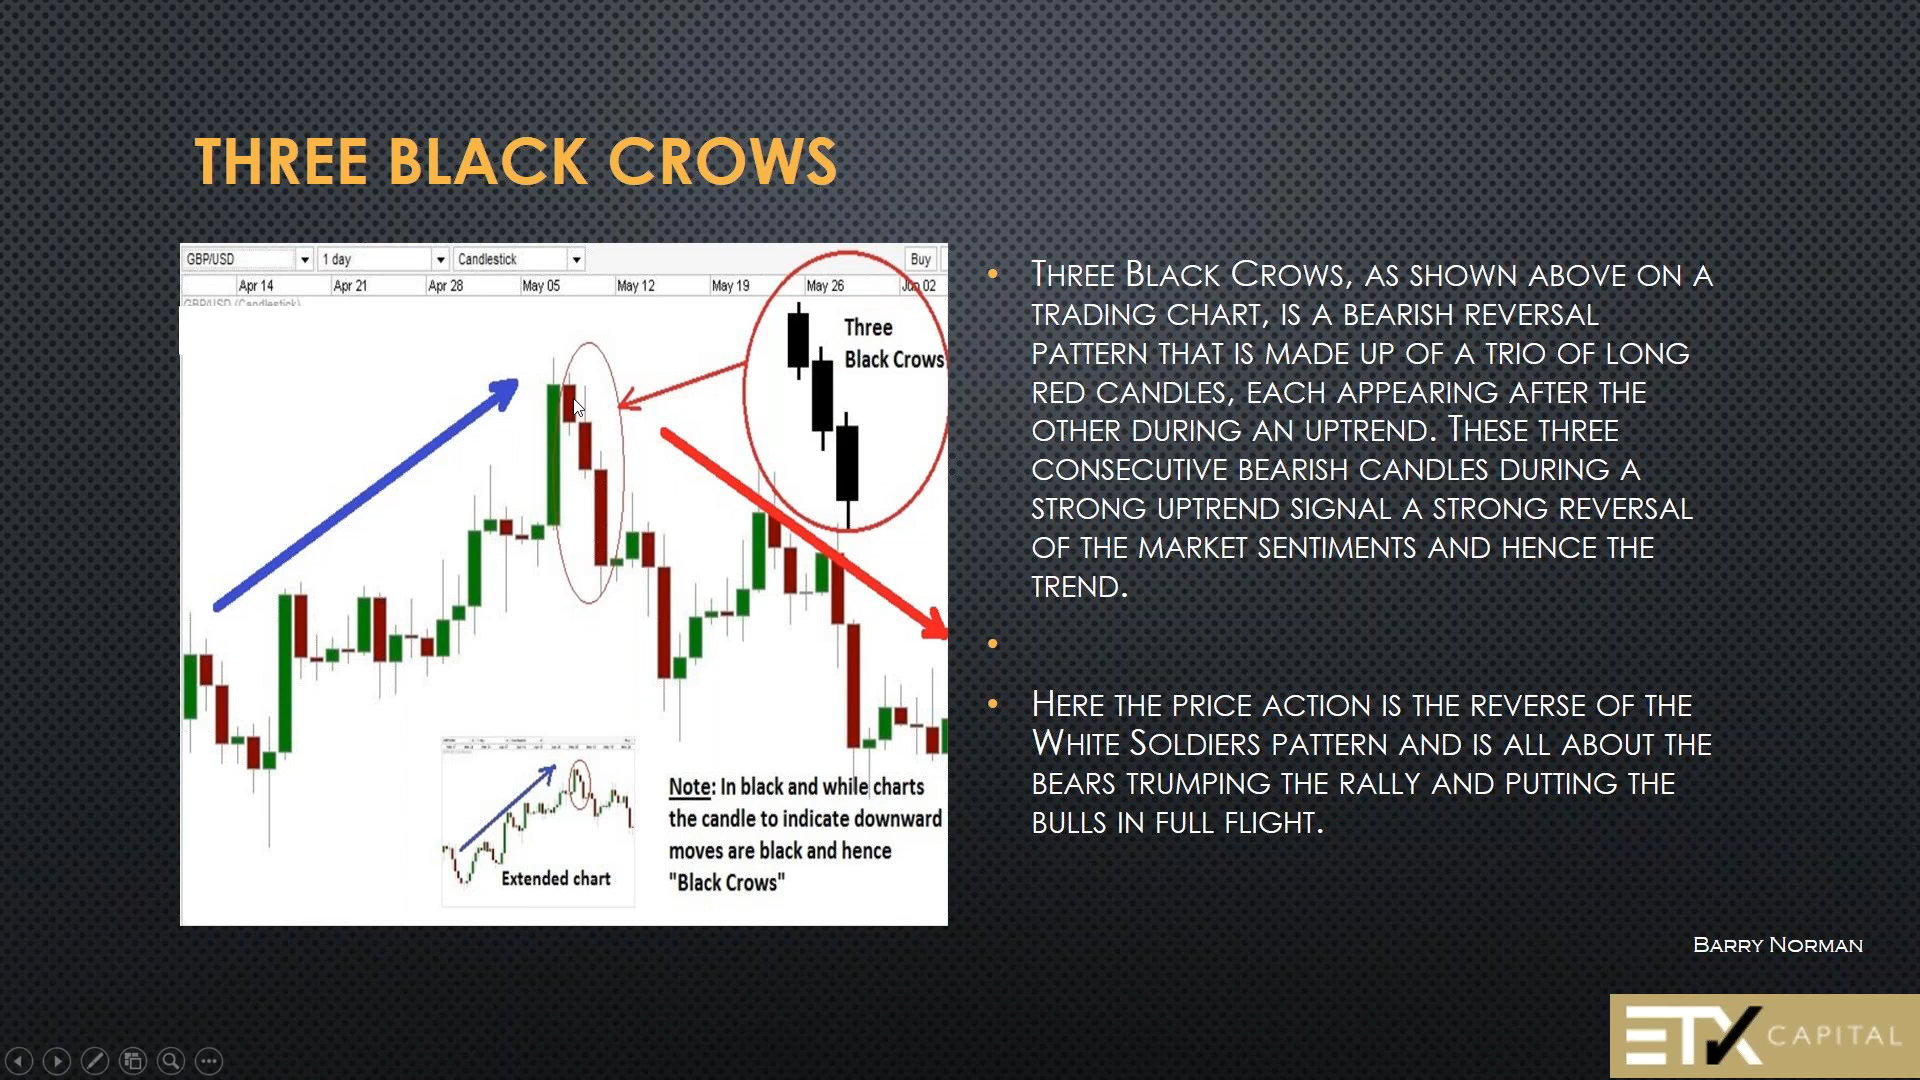 THREE BLACK CROWS
GBP/USD
1 day
Candlestick
Buy
Apr 14
Apr 21
Apr 28
May 05
May 12
May 19
May 26
Jun 02
GBP/USD (Candlestick)
Three
Black Crows
Extended chart
Note: In black and while charts
the candle to indicate downward
moves are black and hence
"Black Crows"
THREE BLACK CROWS, AS SHOWN ABOVE ON A
TRADING CHART, IS A BEARISH REVERSAL
PATTERN THAT IS MADE UP OF A TRIO OF LONG
RED CANDLES, EACH APPEARING AFTER THE
OTHER DURING AN UPTREND. THESE THREE
CONSECUTIVE BEARISH CANDLES DURING A
STRONG UPTREND SIGNAL A STRONG REVERSAL
OF THE MARKET SENTIMENTS AND HENCE THE
TREND.
HERE THE PRICE ACTION IS THE REVERSE OF THE
WHITE SOLDIERS PATTERN AND IS ALL ABOUT THE
BEARS TRUMPING THE RALLY AND PUTTING THE
BULLS IN FULL FLIGHT.
BARRY NORMAN
ETX CAPITAL